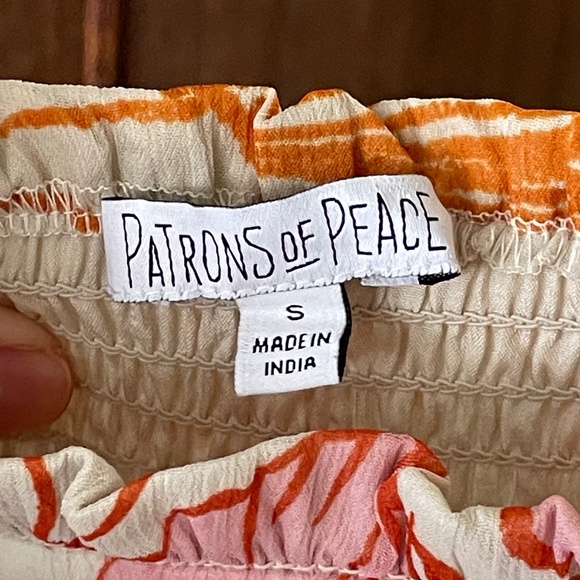 PATRONS OF PEACE
S
MADE IN
INDIA